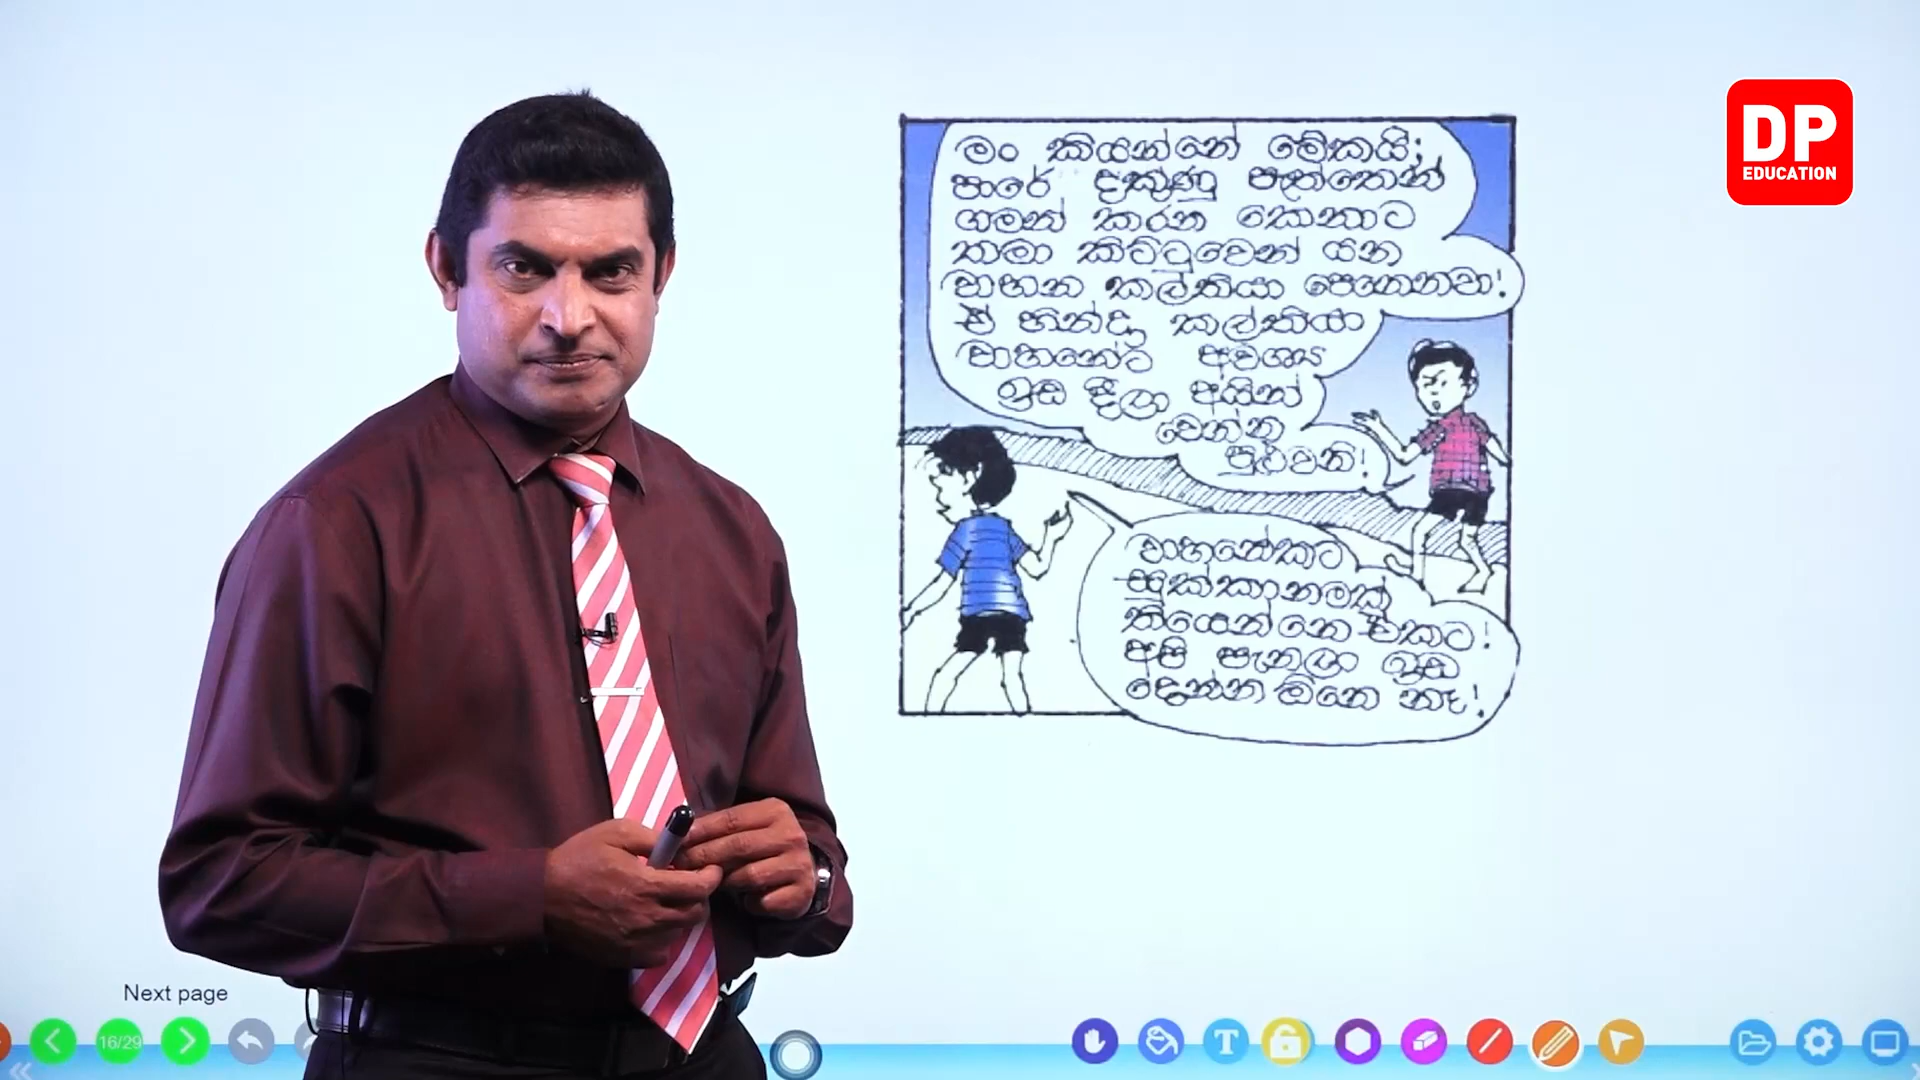 DP
EDUCATION
මං කියන්නේ මේකයි;
පාරේ දකුණු පැත්තෙන්
ගමන් කරන කෙනාට
තමා කිට්ටුවෙන් යන
වාහන කල්තියා පෙනෙනවා!
ඒ හින්දා කල්තියා
වාහනේට අවශ්‍ය
ඉඩ දීලා අයින්
වෙන්න
පුළුවනි!
වාහනේකට
සුක්කානමක්
තියෙන්නෙ ඒකට!
අපි පැනලා ඉඩ
දෙන්න ඕනෙ නෑ!
Next page
16/29